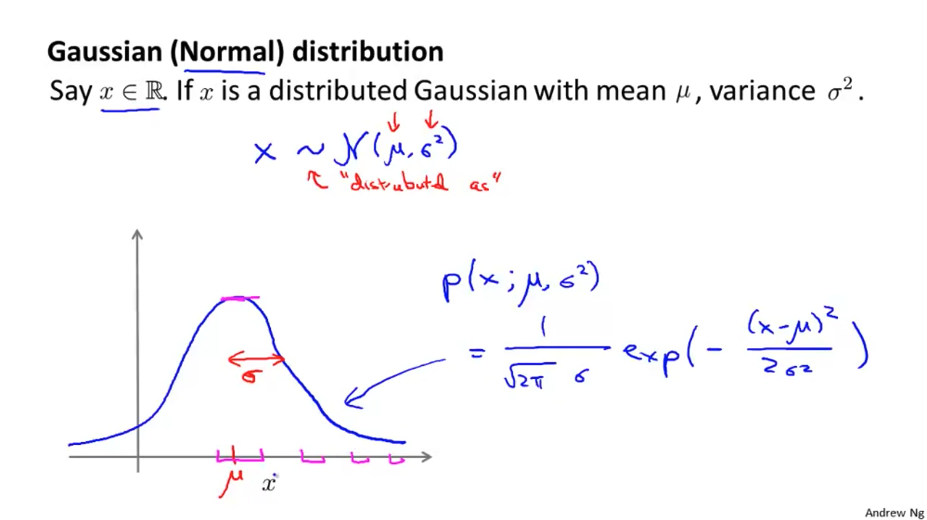 Gaussian (Normal) distribution
Say x ∈ ℝ. If x is a distributed Gaussian with mean μ, variance σ².
x ~ N(μ, σ²)
"distributed as"
p(x; μ, σ²)
= 1/(√2π σ) exp(- (x-μ)²/2σ²)
σ
μ x
Andrew Ng